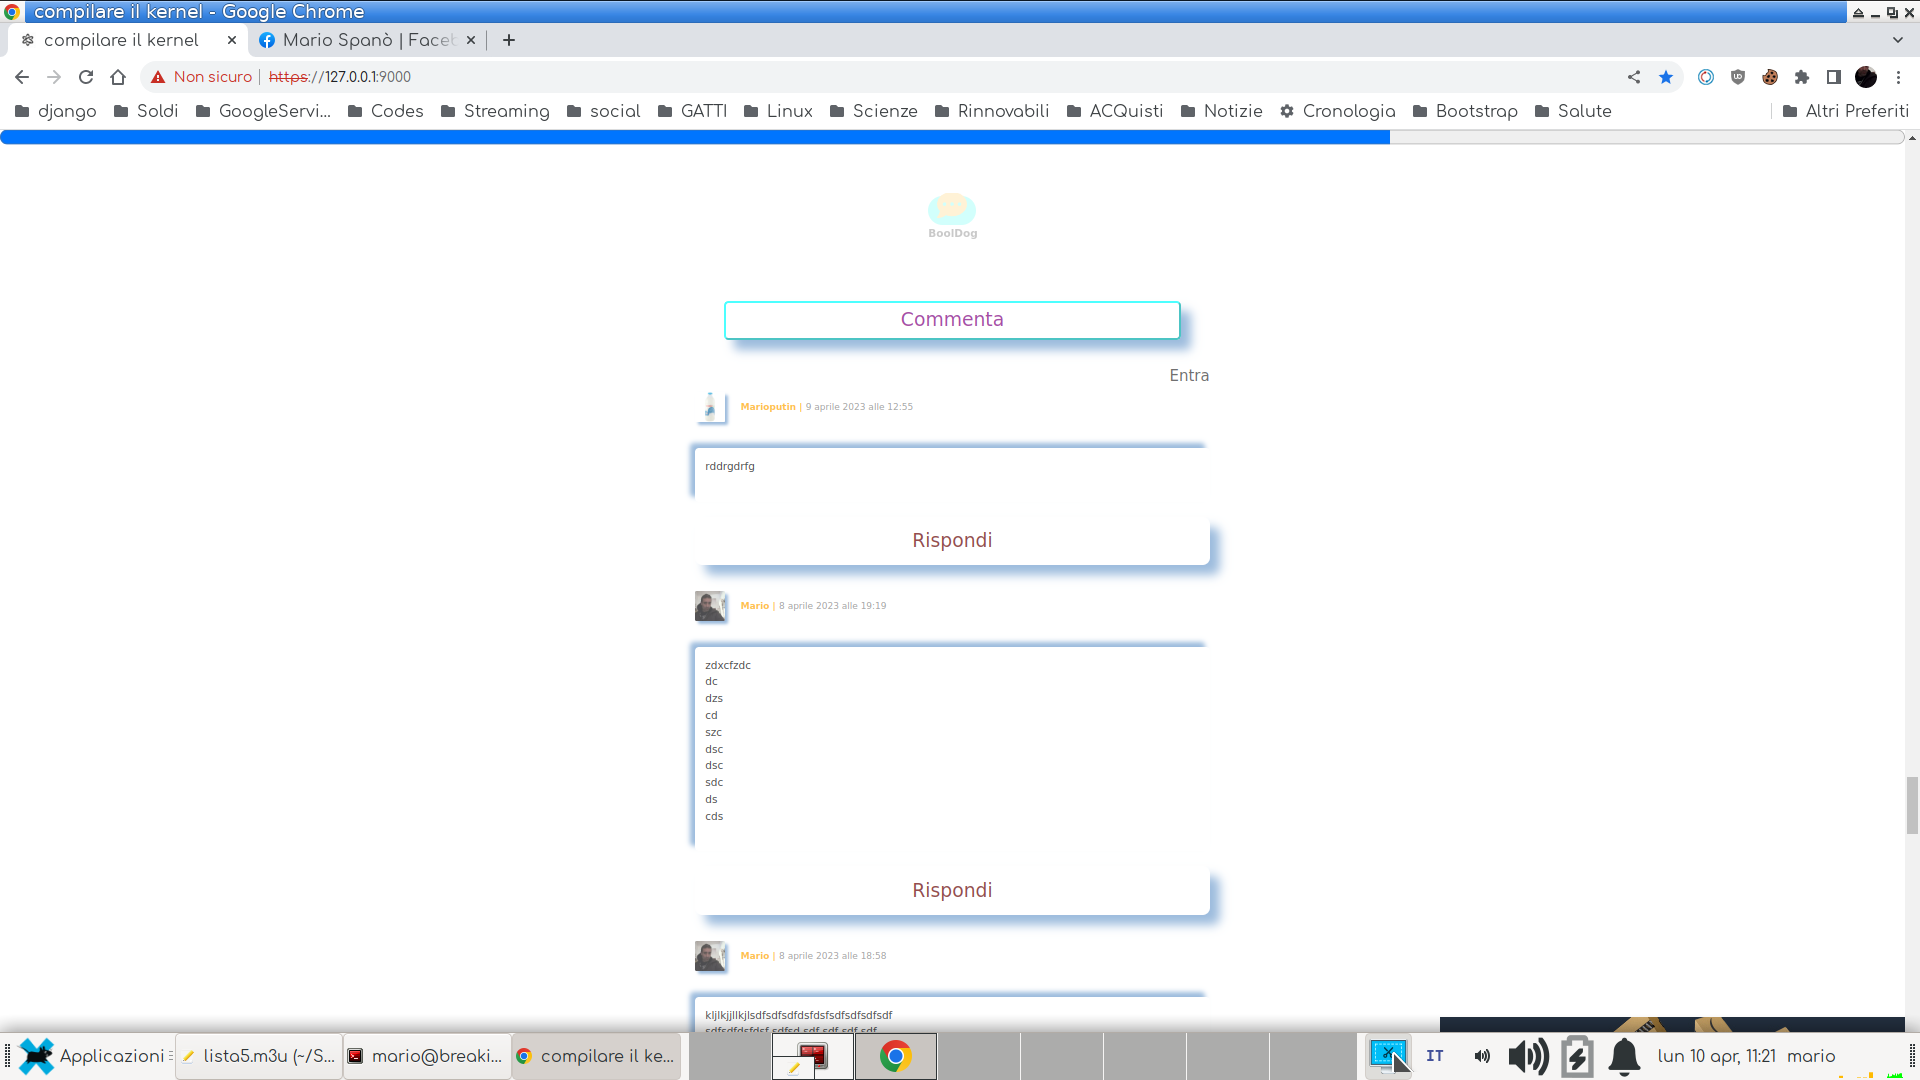 compilare il kernel - Google Chrome
compilare il kernel
Mario Spanò | Faceb
Non sicuro | https://127.0.0.1:9000
django Soldi GoogleServi... Codes Streaming social GATTI Linux Scienze Rinnovabili ACQuisti Notizie Cronologia Bootstrap Salute Altri Preferiti
BoolDog
Commenta
Entra
Marioputin | 9 aprile 2023 alle 12:55
rddrgdrfg
Rispondi
Mario | 8 aprile 2023 alle 19:19
zdxcfzdc
dc
dzs
cd
szc
dsc
dsc
sdc
ds
cds
Rispondi
Mario | 8 aprile 2023 alle 18:58
Applicazioni lista5.m3u (~/S... mario@breaki... compilare il ke... IT lun 10 apr, 11:21 mario